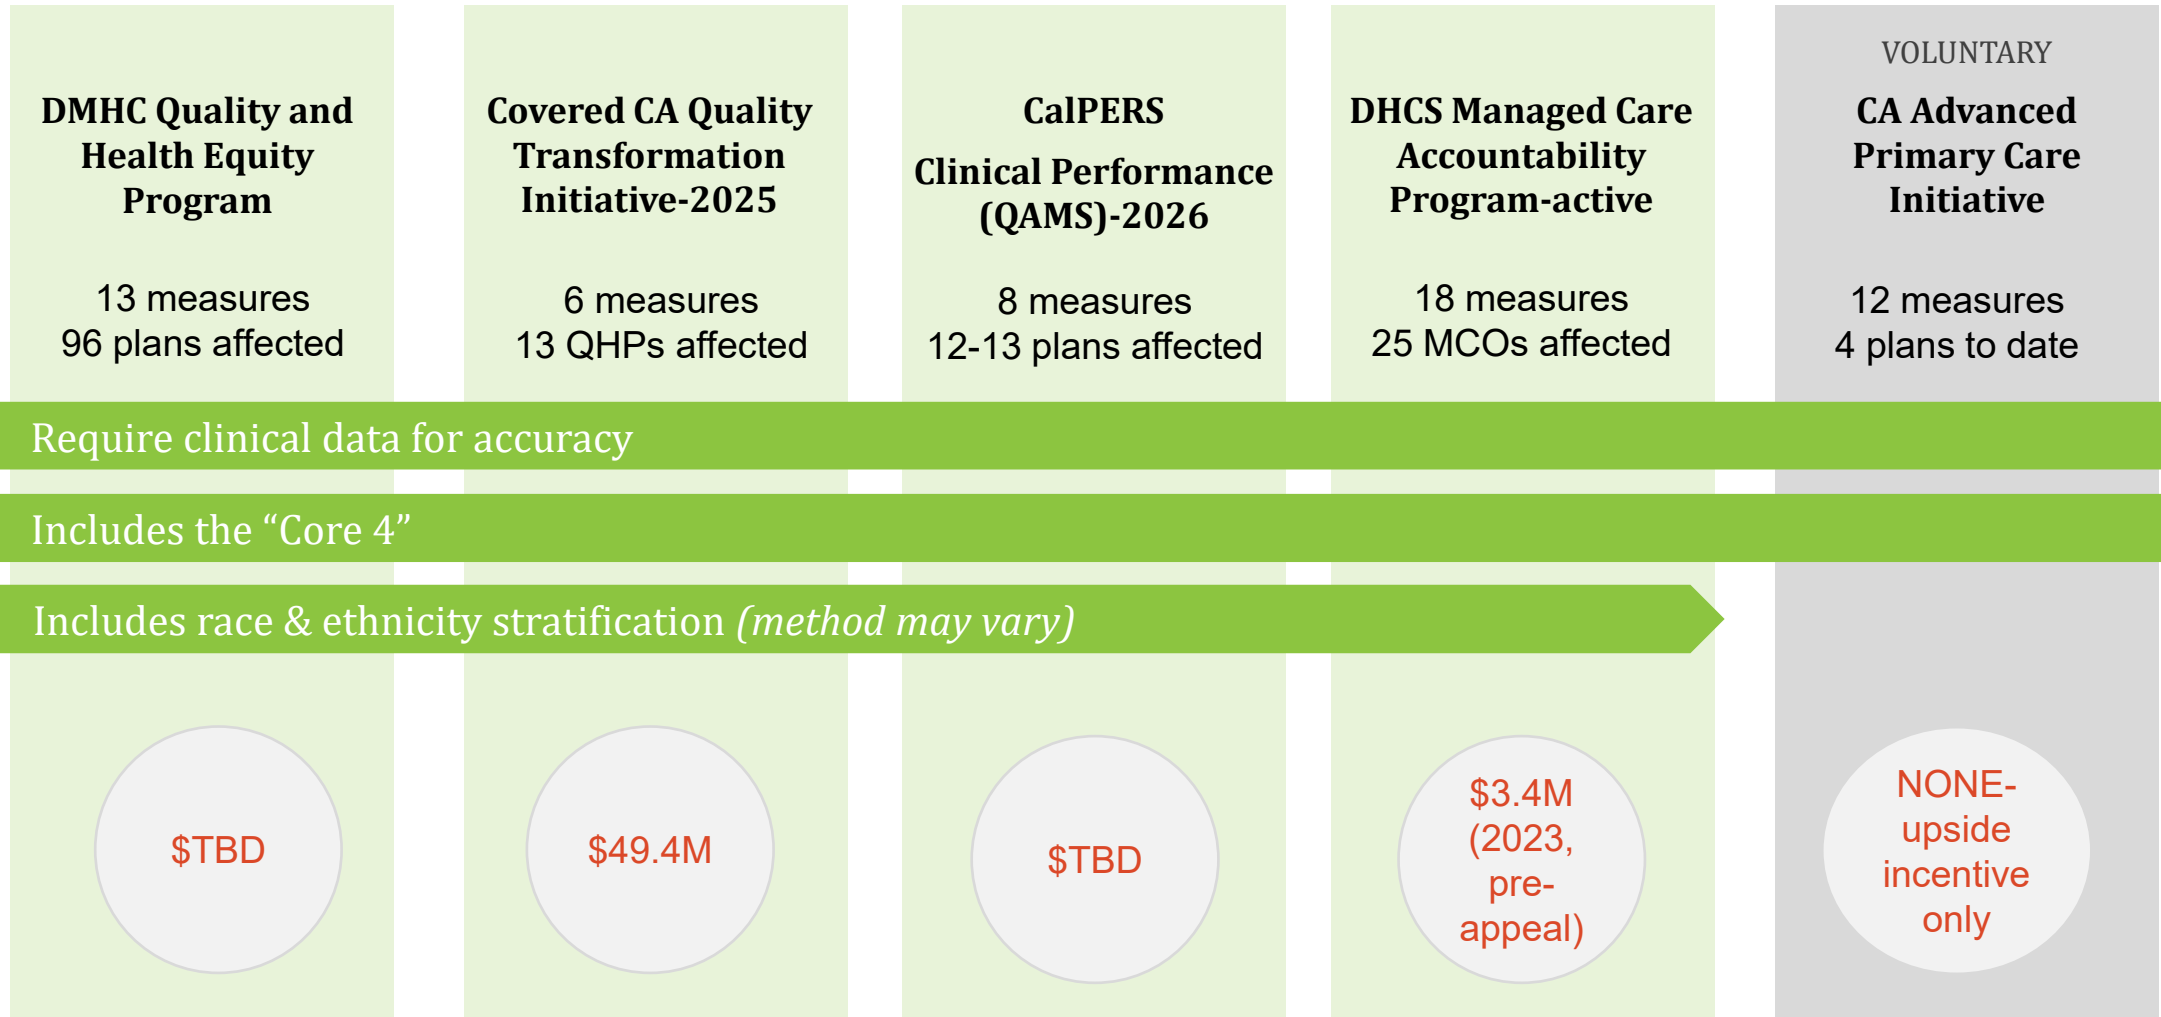 DMHC Quality and
Health Equity
Program
13 measures
96 plans affected
Covered CA Quality
Transformation
Initiative-2025
6 measures
13 QHPs affected
CalPERS
Clinical Performance
(QAMS)-2026
8 measures
12-13 plans affected
DHCS Managed Care
Accountability
Program-active
18 measures
25 MCOs affected
VOLUNTARY
CA Advanced
Primary Care
Initiative
12 measures
4 plans to date
Require clinical data for accuracy
Includes the “Core 4”
Includes race & ethnicity stratification (method may vary)
$TBD
$49.4M
$TBD
$3.4M
(2023,
pre-
appeal)
NONE-
upside
incentive
only